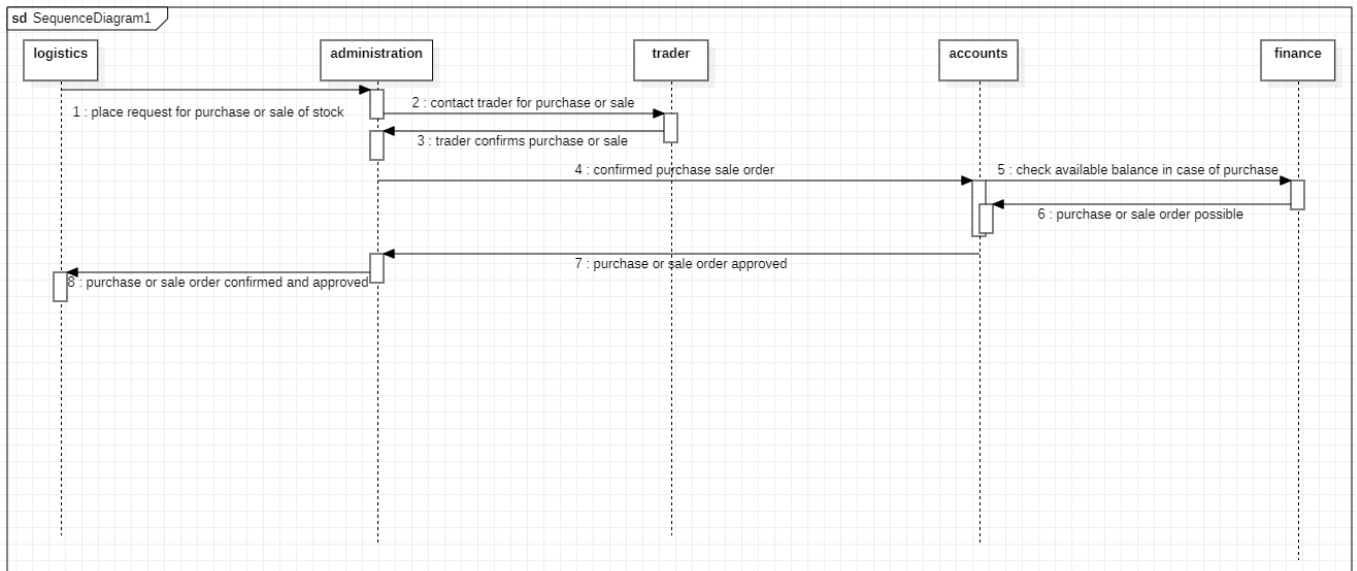 sd SequenceDiagram1
logistics
administration
trader
accounts
finance
1 : place request for purchase or sale of stock
2 : contact trader for purchase or sale
3 : trader confirms purchase or sale
4 : confirmed purchase sale order
5 : check available balance in case of purchase
6 : purchase or sale order possible
7 : purchase or sale order approved
8 : purchase or sale order confirmed and approved